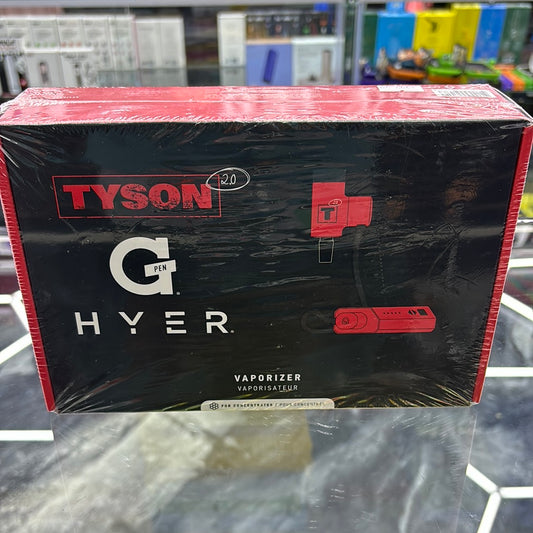 TYSON 2.0
T
G
PEN
HYER
VAPORIZER
VAPORISATEUR
FOR CONCENTRATES / POUR CONCENTRÉS